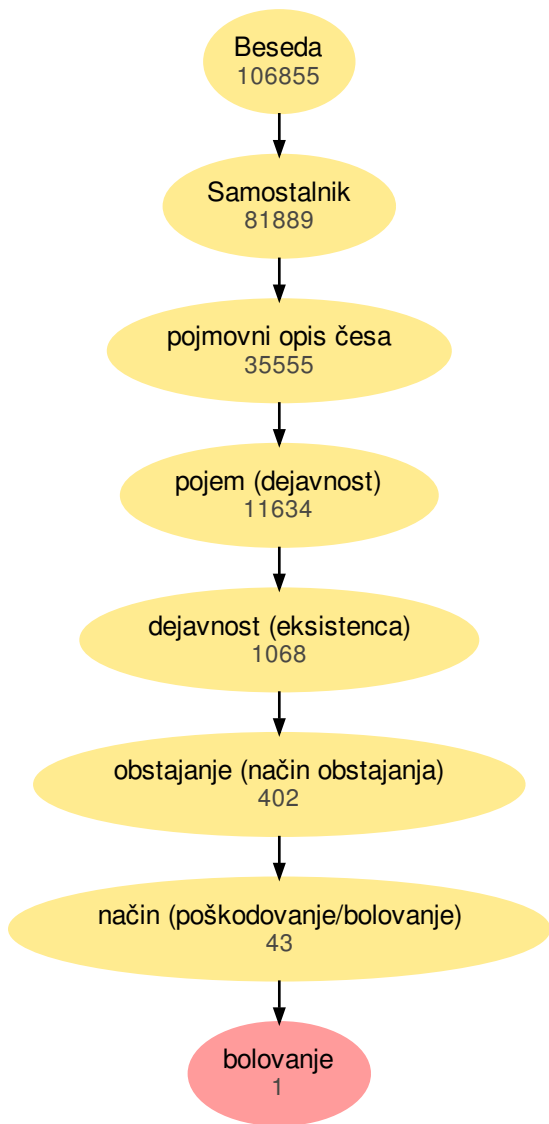 Beseda
106855
Samostalnik
81889
pojmovni opis česa
35555
pojem (dejavnost)
11634
dejavnost (eksistenca)
1068
obstajanje (način obstajanja)
402
način (poškodovanje/bolovanje)
43
bolovanje
1